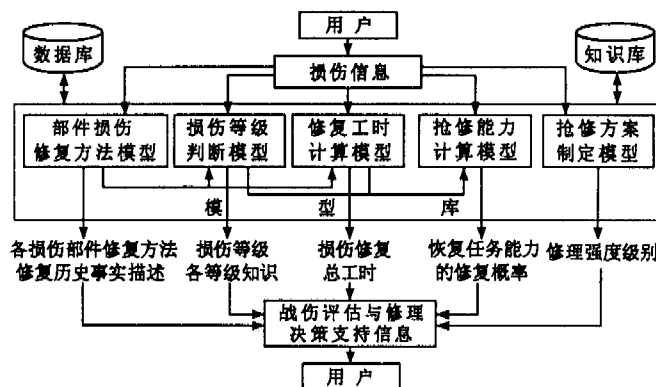 用户
数据库
知识库
损伤信息
部件损伤
修复方法模型
损伤等级
判断模型
修复工时
计算模型
抢修能力
计算模型
抢修方案
制定模型
模型库
各损伤部件修复方法
修复历史事实描述
损伤等级
各等级知识
损伤修复
总工时
恢复任务能力
的修复概率
修理强度级别
战伤评估与修理
决策支持信息
用户